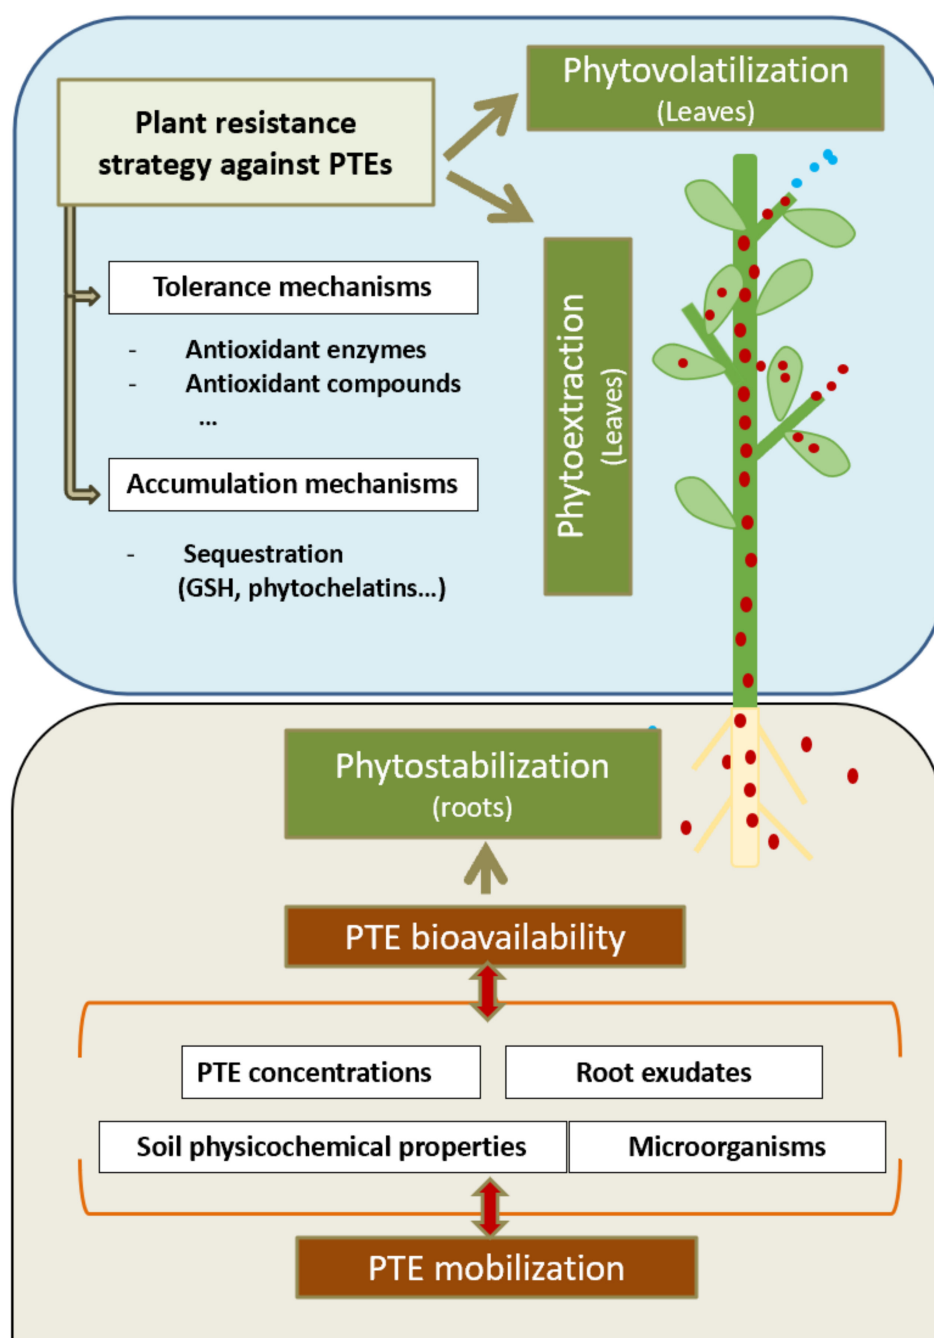 Phytovolatilization
(Leaves)
Plant resistance
strategy against PTEs
Tolerance mechanisms
- Antioxidant enzymes
- Antioxidant compounds
...
Accumulation mechanisms
- Sequestration
(GSH, phytochelatins...)
Phytoextraction
(Leaves)
Phytostabilization
(roots)
PTE bioavailability
PTE concentrations
Root exudates
Soil physicochemical properties
Microorganisms
PTE mobilization